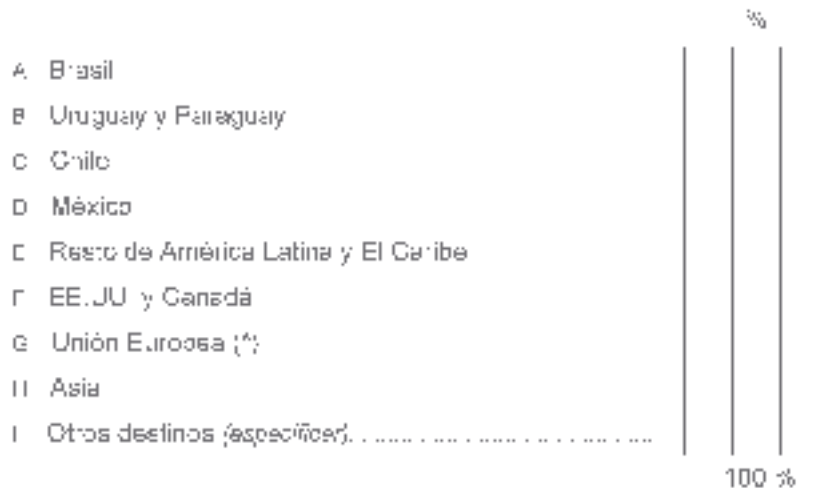 %
A Brasil
B Uruguay y Paraguay
C Chile
D México
E Resto de América Latina y El Caribe
F EE.UU. y Canadá
G Unión Europea (*)
H Asia
I Otros destinos (especificar)..............................
100 %